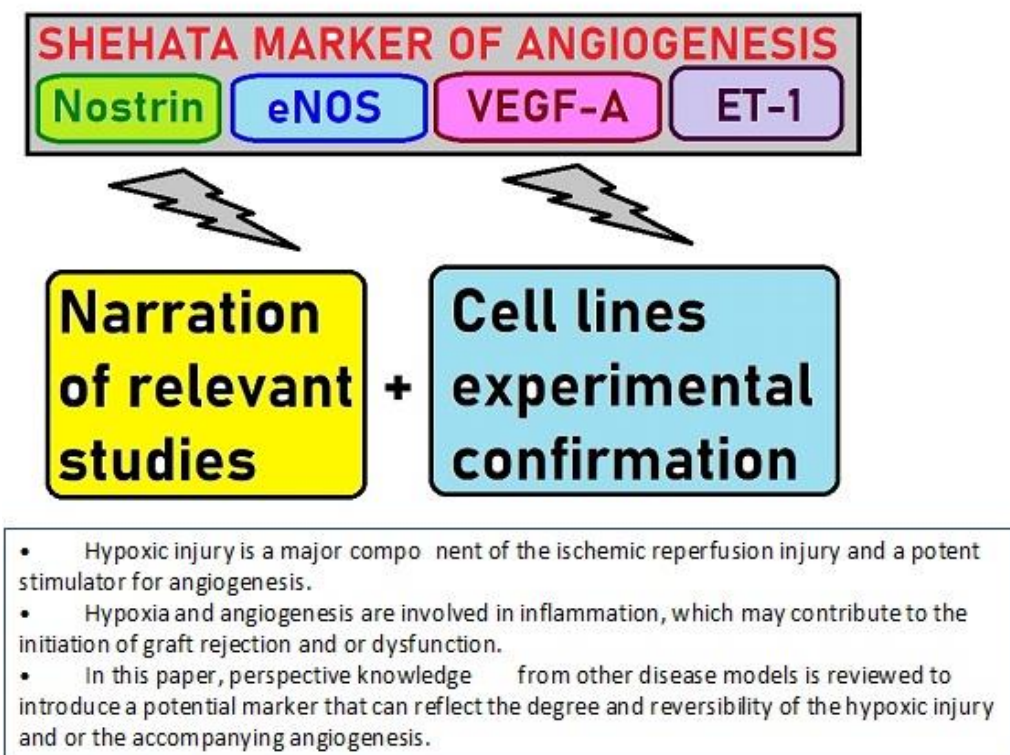 SHEHATA MARKER OF ANGIOGENESIS
Nostrin eNOS VEGF-A ET-1
Narration
of relevant
studies
+
Cell lines
experimental
confirmation
• Hypoxic injury is a major compo nent of the ischemic reperfusion injury and a potent
stimulator for angiogenesis.
• Hypoxia and angiogenesis are involved in inflammation, which may contribute to the
initiation of graft rejection and or dysfunction.
• In this paper, perspective knowledge from other disease models is reviewed to
introduce a potential marker that can reflect the degree and reversibility of the hypoxic injury
and or the accompanying angiogenesis.